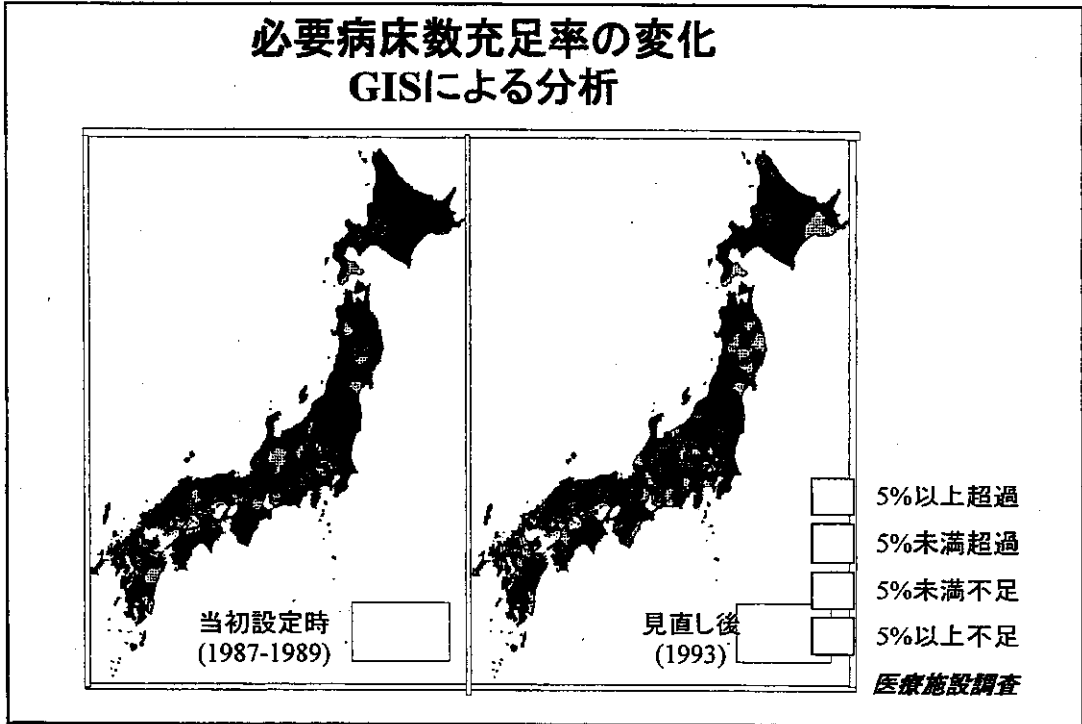 必要病床数充足率の変化
GISによる分析
当初設定時
(1987-1989)
見直し後
(1993)
5%以上超過
5%未満超過
5%未満不足
5%以上不足
医療施設調査